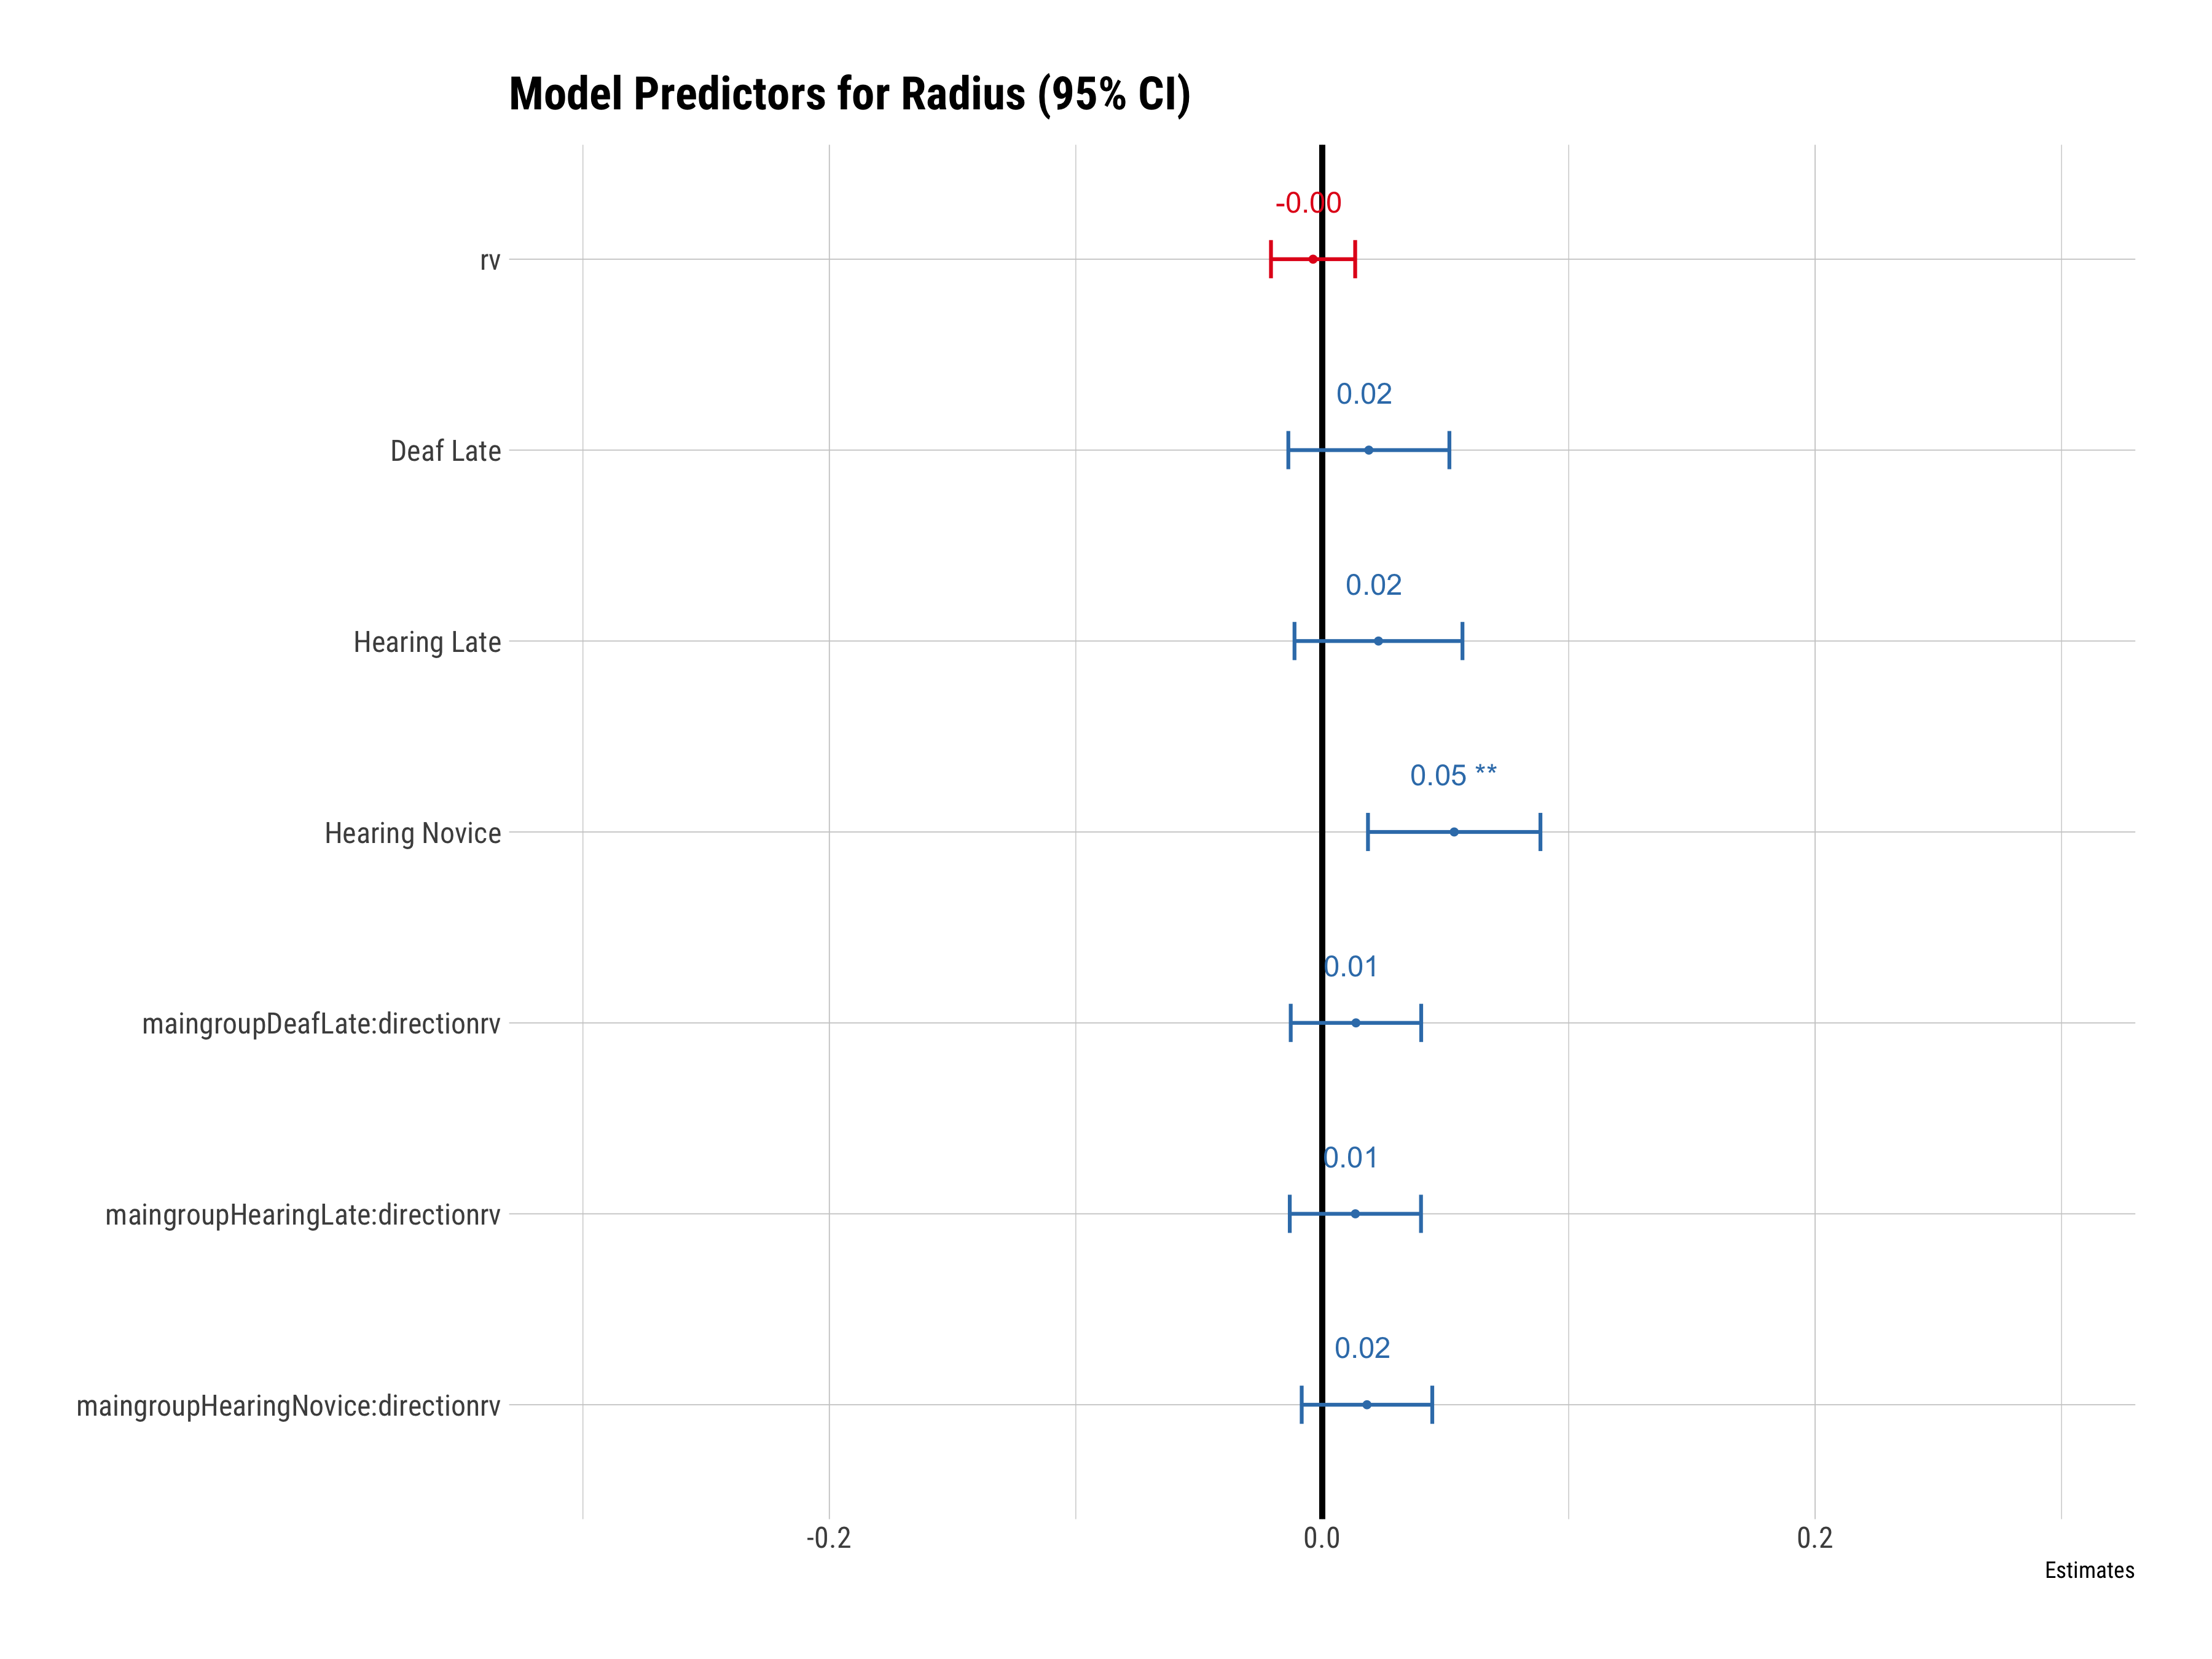 Model Predictors for Radius (95% CI)
-0.00
rv
0.02
Deaf Late
0.02
Hearing Late
0.05 **
Hearing Novice
0.01
maingroupDeafLate:directionrv
0.01
maingroupHearingLate:directionrv
0.02
maingroupHearingNovice:directionrv
-0.2 0.0 0.2
Estimates